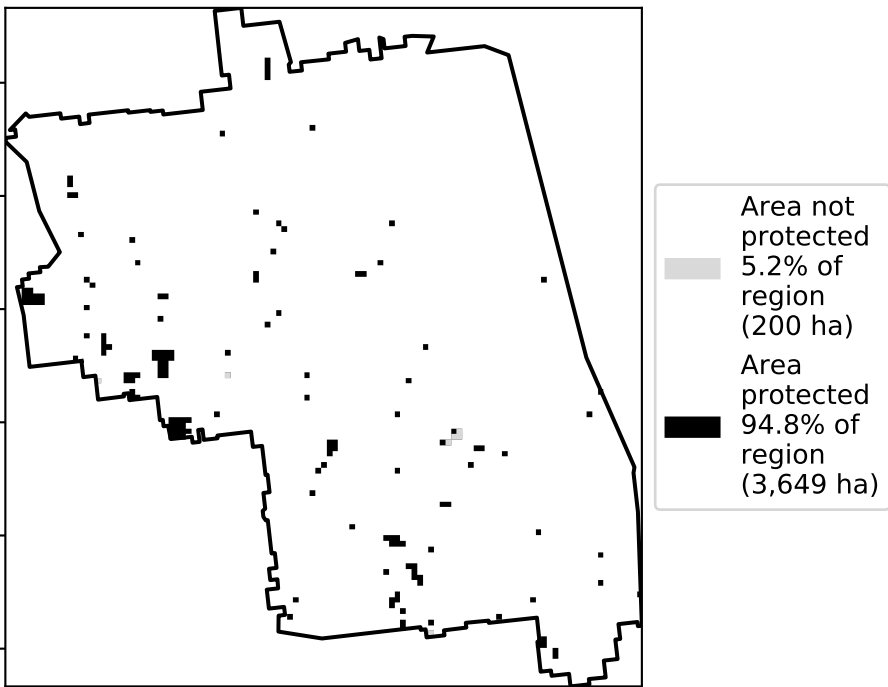 Area not
protected
5.2% of
region
(200 ha)
Area
protected
94.8% of
region
(3,649 ha)